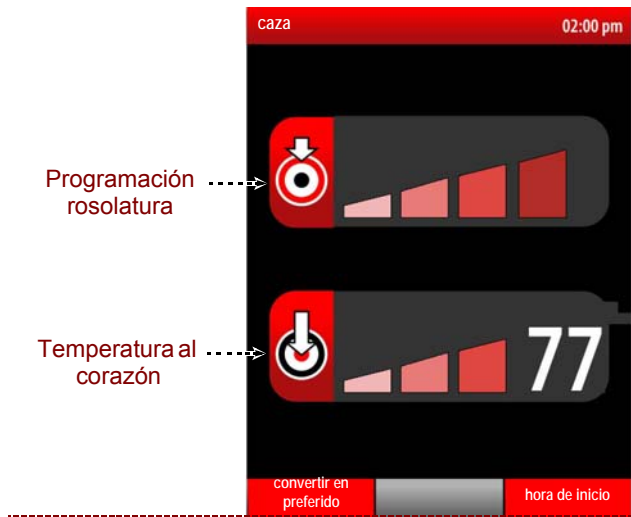 caza
02:00 pm
Programación
rosolatura
Temperatura al
corazón
77
convertir en
preferido
hora de inicio